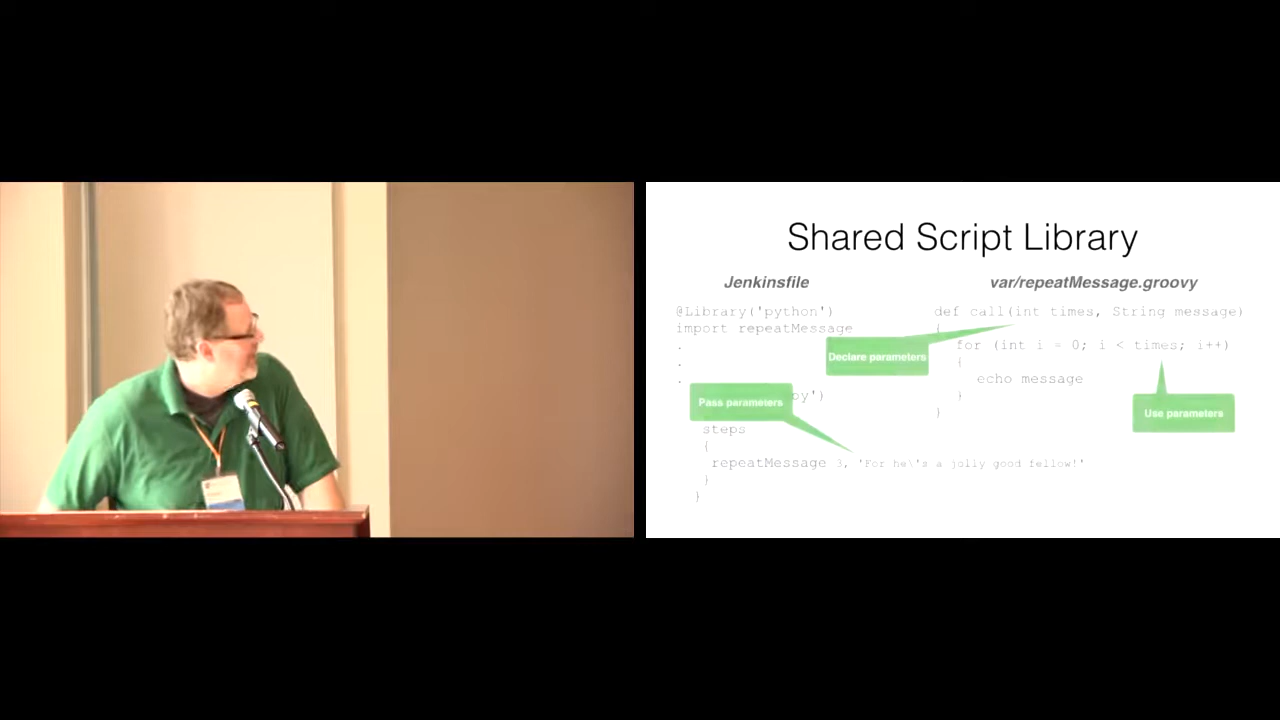 Shared Script Library
Jenkinsfile
@Library('python')
import repeatMessage
.
.
.
by')
steps
{
repeatMessage 3, 'For he\'s a jolly good fellow!'
}
}
var/repeatMessage.groovy
def call(int times, String message)
{
for (int i = 0; i < times; i++)
{
echo message
}
}
Declare parameters
Pass parameters
Use parameters